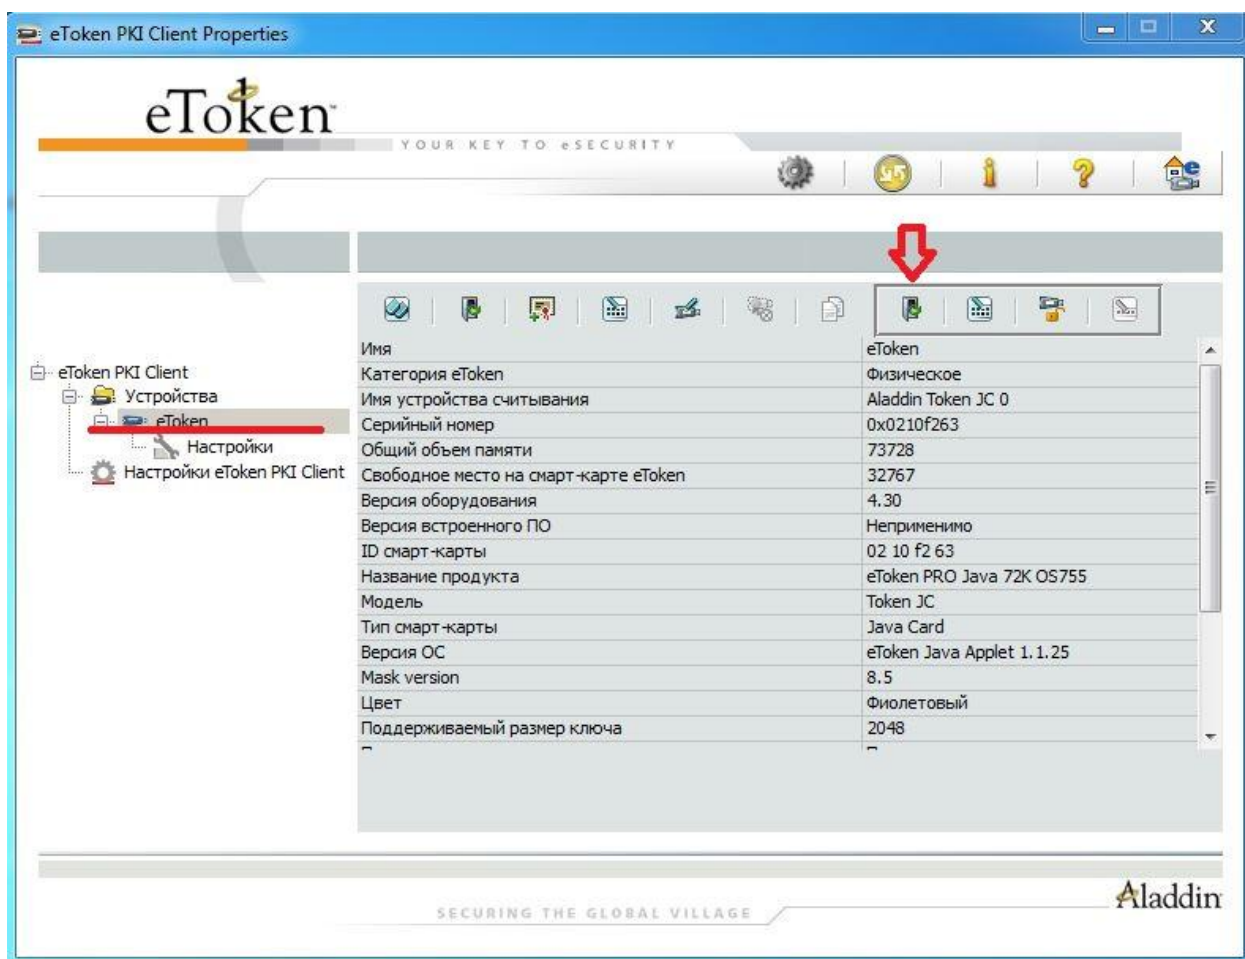 eToken PKI Client Properties
eToken
YOUR KEY TO eSECURITY
eToken PKI Client
Устройства
eToken
Настройки
Настройки eToken PKI Client
Имя eToken
Категория eToken Физическое
Имя устройства считывания Aladdin Token JC 0
Серийный номер 0x0210f263
Общий объем памяти 73728
Свободное место на смарт-карте eToken 32767
Версия оборудования 4.30
Версия встроенного ПО Неприменимо
ID смарт-карты 02 10 f2 63
Название продукта eToken PRO Java 72K OS755
Модель Token JC
Тип смарт-карты Java Card
Версия ОС eToken Java Applet 1.1.25
Mask version 8.5
Цвет Фиолетовый
Поддерживаемый размер ключа 2048
SECURING THE GLOBAL VILLAGE
Aladdin